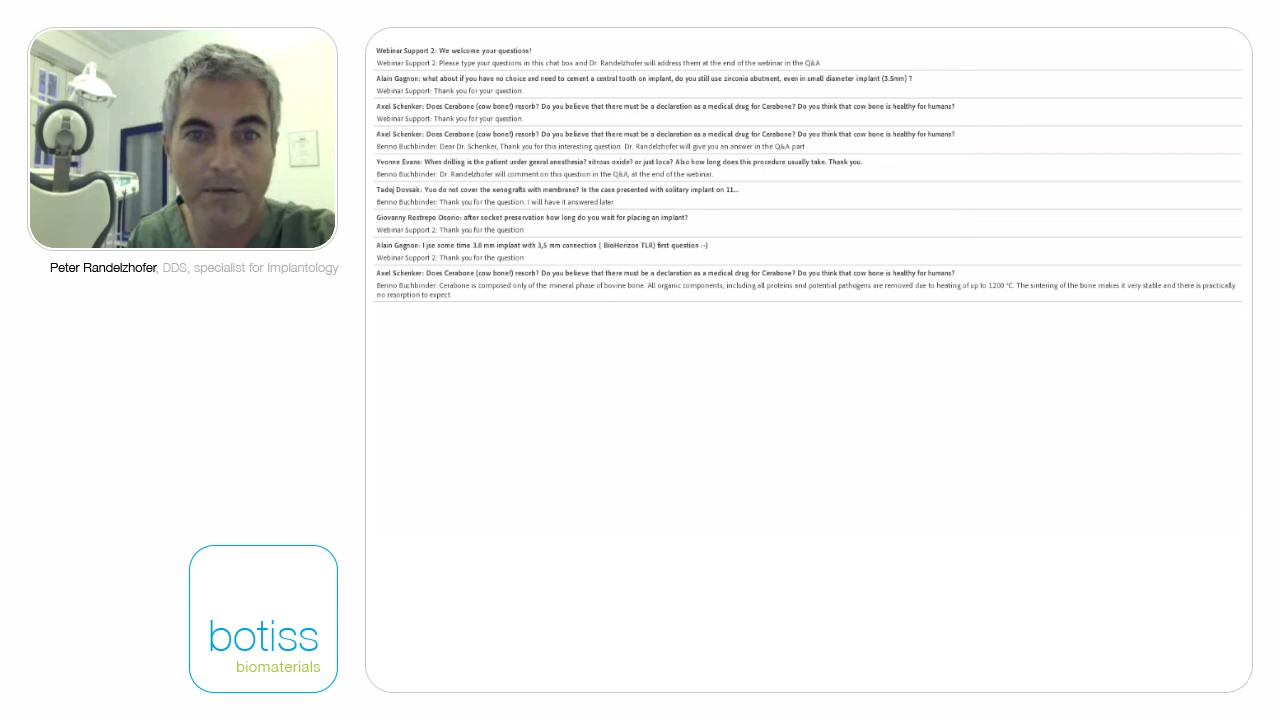 Webinar Support 2: We welcome your questions!
Webinar Support 2: Please type your questions in this chat box and Dr. Randelzhofer will address them at the end of the webinar in the Q&A
Alain Gagnon: what about if you have no choice and need to cement a central tooth on implant, do you still use zirconia abutment, even in small diameter implant (3.5mm) ?
Webinar Support: Thank you for your question.
Axel Schenker: Does Cerabone (cow bone!) resorb? Do you believe that there must be a declaration as a medical drug for Cerabone? Do you think that cow bone is healthy for humans?
Webinar Support: Thank you for your question.
Axel Schenker: Does Cerabone (cow bone!) resorb? Do you believe that there must be a declaration as a medical drug for Cerabone? Do you think that cow bone is healthy for humans?
Benno Buchbinder: Dear Dr. Schenker, Thank you for this interesting question. Dr. Randelzhofer will give you an answer in the Q&A part
Yvonne Evans: When drilling is the patient under genral anesthesia? nitrous oxide? or just loca? Also how long does this procedure usually take. Thank you.
Benno Buchbinder: Dr. Randelzhofer will comment on this question in the Q&A, at the end of the webinar.
Tadej Dovsak: Yuo do not cover the xenografts with membrane? In the case presented with solitary implant on 11...
Benno Buchbinder: Thank you for the question. I will have it answered later
Giovanny Restrepo Osorio: after socket preservation how long do you wait for placing an implant?
Webinar Support 2: Thank you for the question
Alain Gagnon: I jse some time 3.8 mm implant with 3,5 mm connection ( BioHorizon TLR) first question :-)
Webinar Support 2: Thank you for the question
Axel Schenker: Does Cerabone (cow bone!) resorb? Do you believe that there must be a declaration as a medical drug for Cerabone? Do you think that cow bone is healthy for humans?
Benno Buchbinder: Cerabone is composed only of the mineral phase of bovine bone. All organic components, including all proteins and potential pathogens are removed due to heating of up to 1200 °C. The sintering of the bone makes it very stable and there is practically
no resorption to expect.
Peter Randelzhofer, DDS, specialist for Implantology
botiss
biomaterials